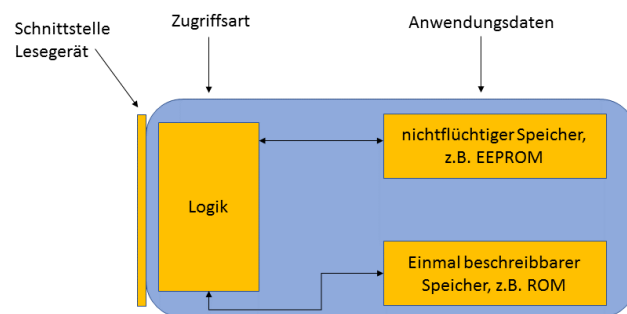 Schnittstelle
Lesegerät
Zugriffsart
Anwendungsdaten
Logik
nichtflüchtiger Speicher,
z.B. EEPROM
Einmal beschreibbarer
Speicher, z.B. ROM